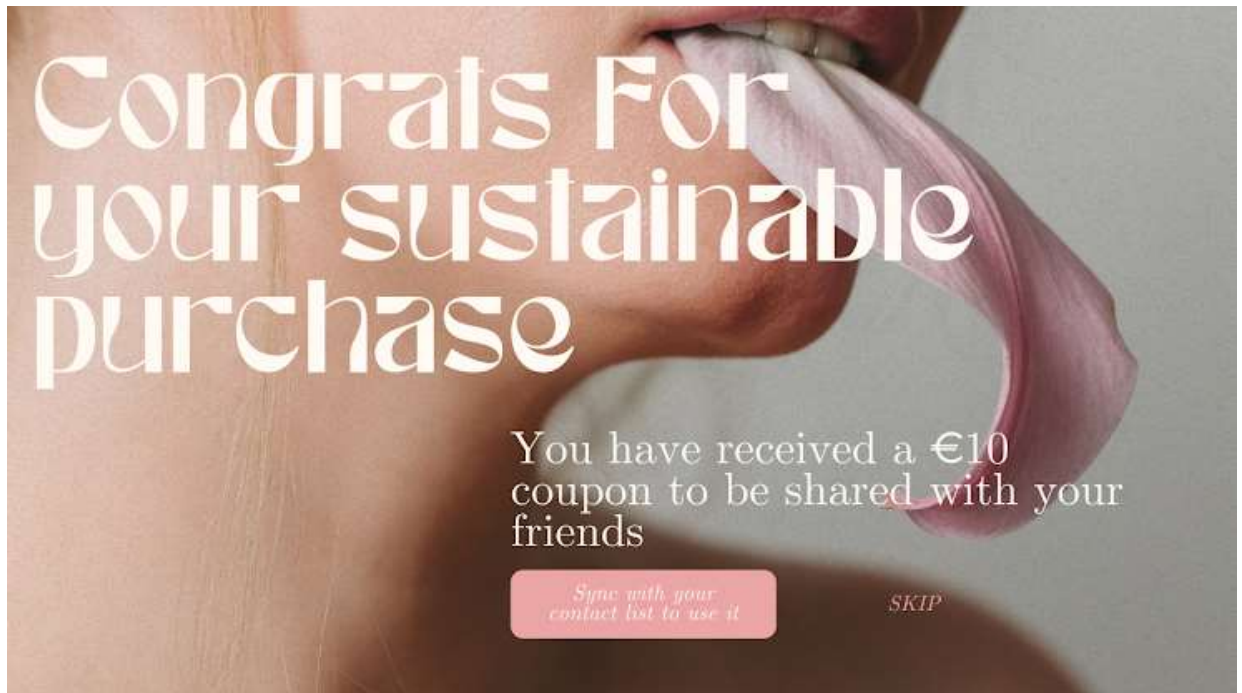 Congrats For
your sustainable
purchase
You have received a €10
coupon to be shared with your
friends
Sync with your
contact list to use it
SKIP